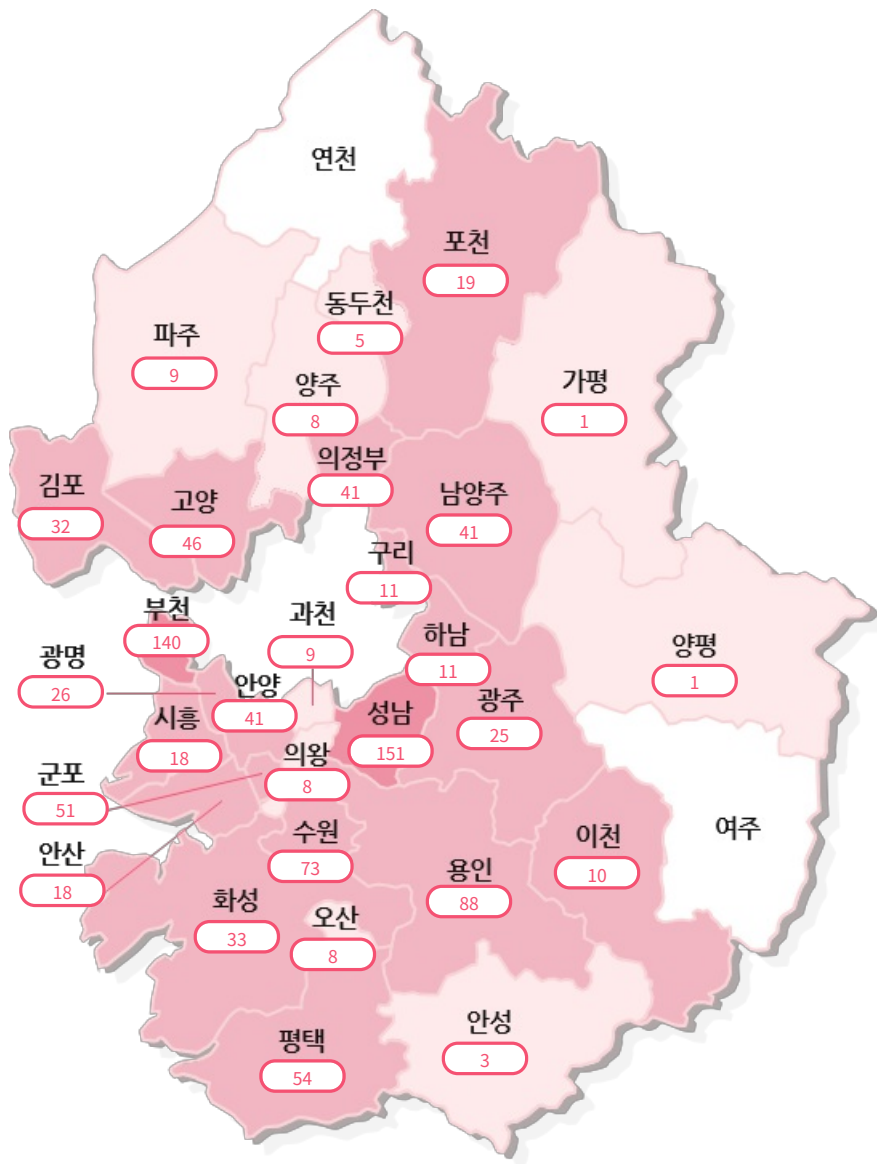 연천
포천
19
동두천
5
파주
9
양주
8
가평
1
의정부
41
김포
32
고양
46
남양주
41
구리
11
부천
140
과천
9
하남
11
양평
1
광명
26
안양
41
시흥
18
성남
151
광주
25
의왕
8
군포
51
수원
73
여주
이천
10
안산
18
용인
88
화성
33
오산
8
안성
3
평택
54